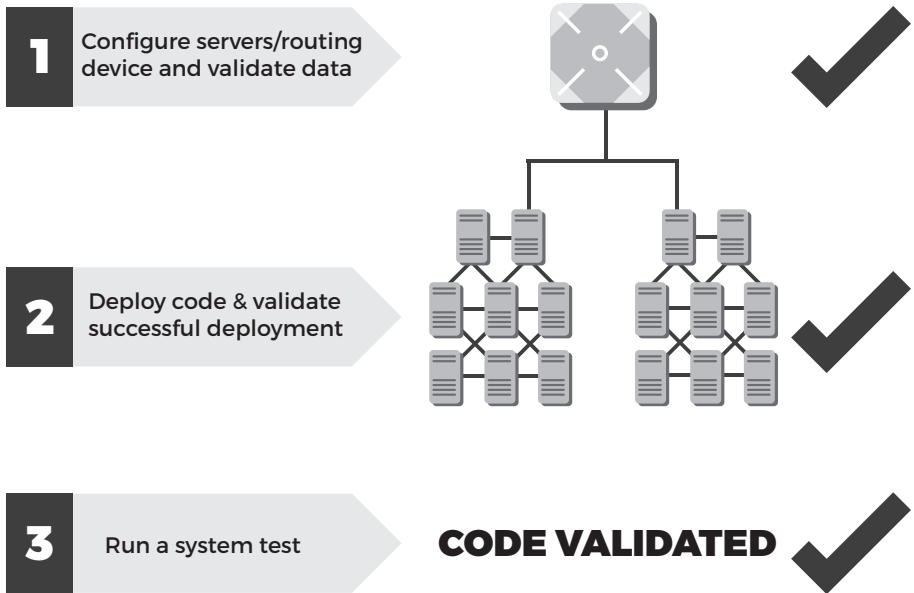 1
Configure servers/routing
device and validate data
2
Deploy code & validate
successful deployment
3
Run a system test
CODE VALIDATED